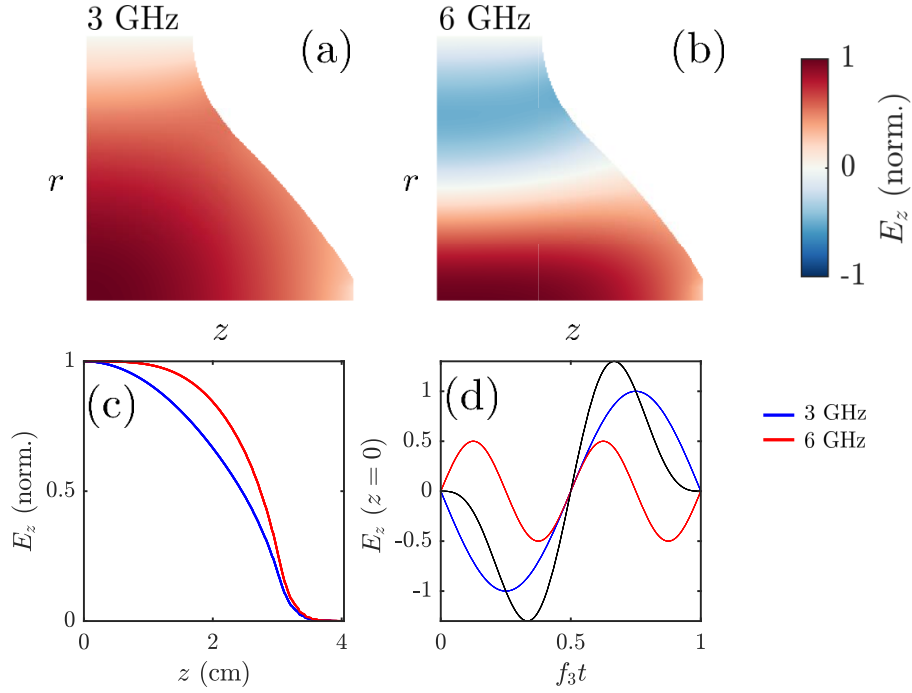 3 GHz
(a)
r
z
6 GHz
(b)
r
z
1
0
-1
E_z (norm.)
(c)
1
0.5
0
E_z (norm.)
0
2
4
z (cm)
(d)
1
0.5
0
-0.5
-1
E_z (z = 0)
0
0.5
1
f_3t
3 GHz
6 GHz